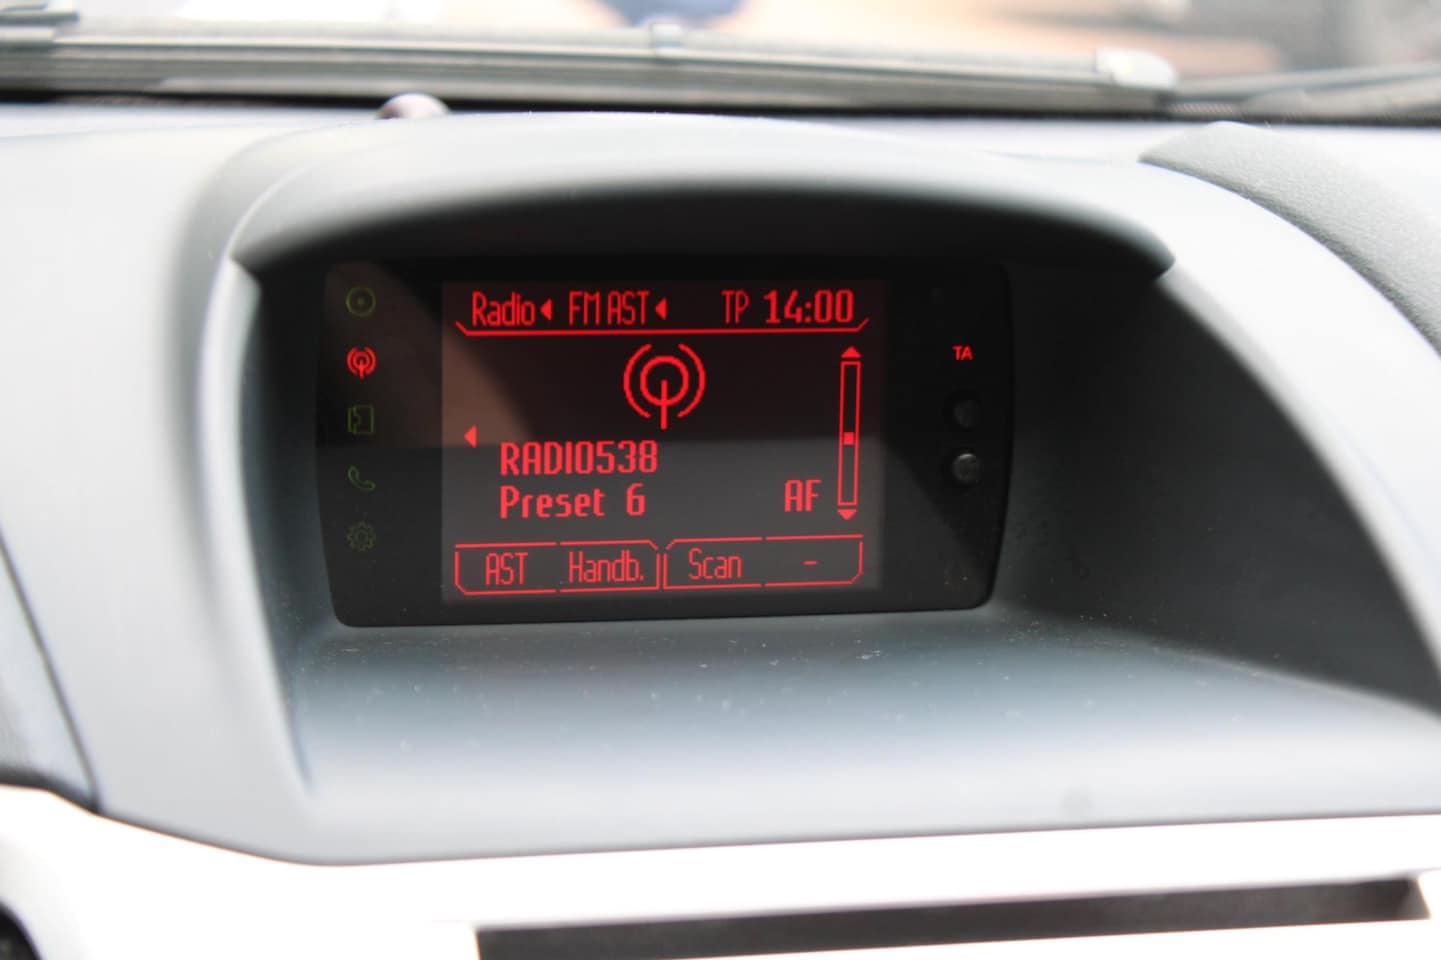 Radio FM AST TP 14:00
TA
RADIO538
Preset 6 AF
AST Handb. Scan -